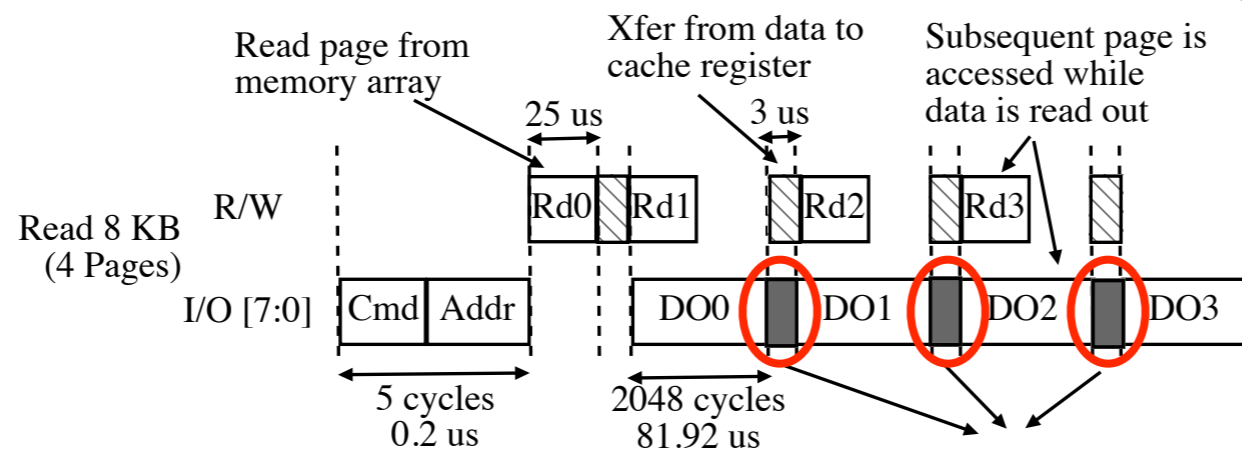 Read page from
memory array
Xfer from data to
cache register
Subsequent page is
accessed while
data is read out
25 us
3 us
R/W
Rd0
Rd1
Rd2
Rd3
Read 8 KB
(4 Pages)
I/O [7:0]
Cmd
Addr
DO0
DO1
DO2
DO3
5 cycles
0.2 us
2048 cycles
81.92 us